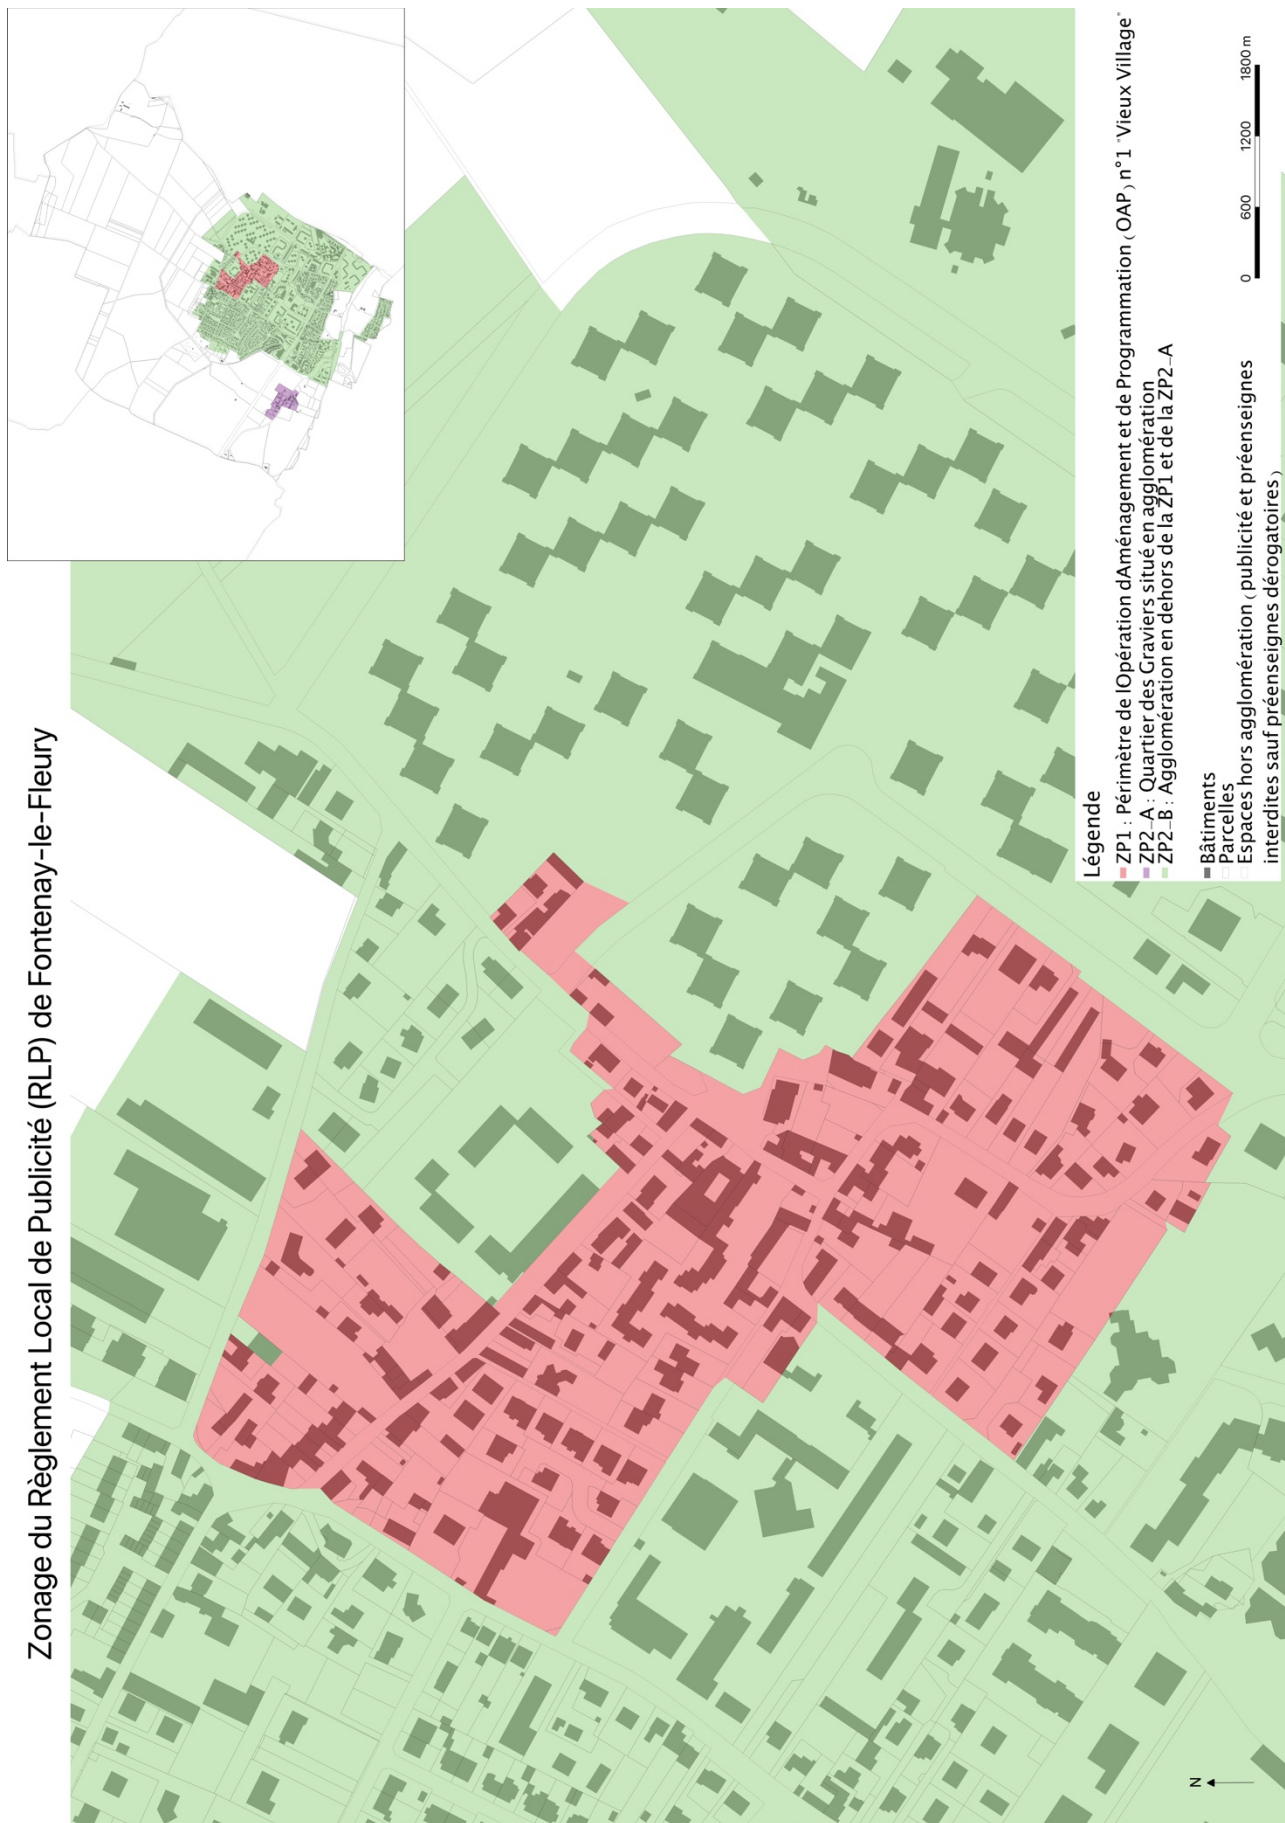 Zonage du Règlement Local de Publicité (RLP) de Fontenay-le-Fleury
Légende
ZP1 : Périmètre de lOpération dAménagement et de Programmation (OAP) n°1 "Vieux Village"
ZP2-A : Quartier des Graviers situé en agglomération
ZP2-B : Agglomération en dehors de la ZP1 et de la ZP2-A
Bâtiments
Parcelles
Espaces hors agglomération (publicité et préenseignes
interdites sauf préenseignes dérogatoires)
0 600 1200 1800 m
N